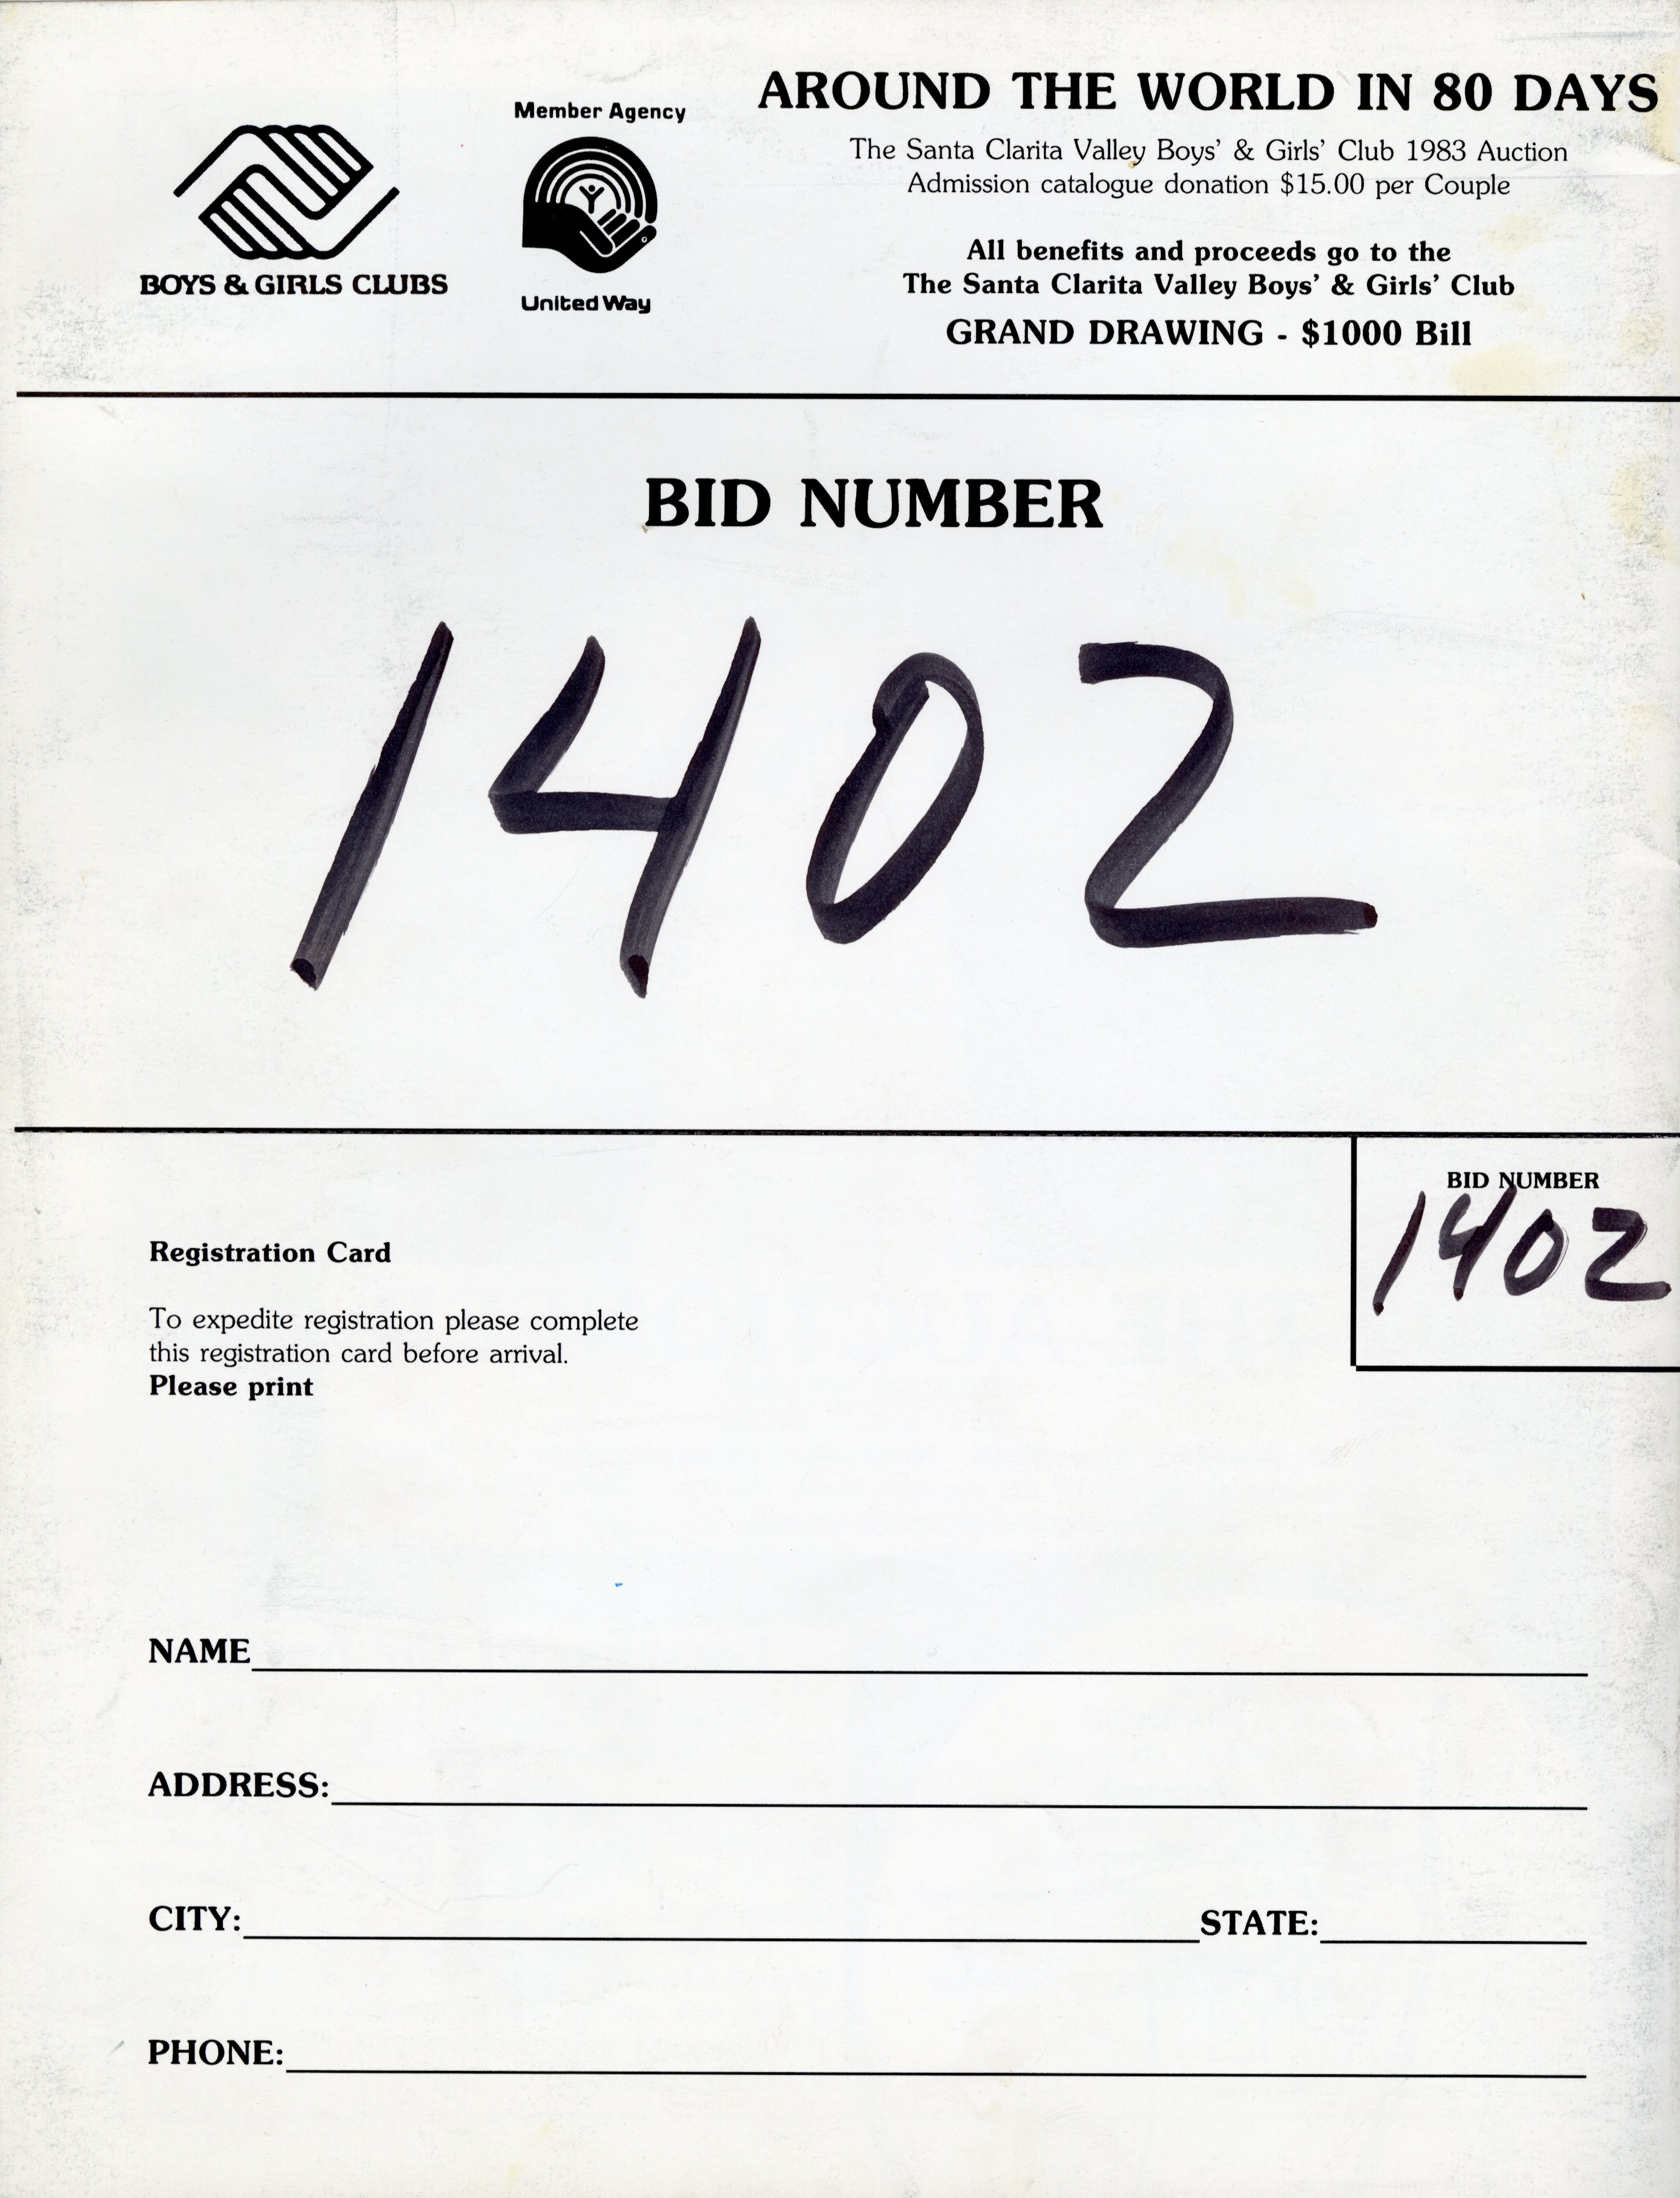 BOYS & GIRLS CLUBS
Member Agency
United Way
AROUND THE WORLD IN 80 DAYS
The Santa Clarita Valley Boys' & Girls' Club 1983 Auction
Admission catalogue donation $15.00 per Couple
All benefits and proceeds go to the
The Santa Clarita Valley Boys' & Girls' Club
GRAND DRAWING - $1000 Bill
BID NUMBER
1402
BID NUMBER
1402
Registration Card
To expedite registration please complete
this registration card before arrival.
Please print
NAME
ADDRESS:
CITY: STATE:
PHONE: